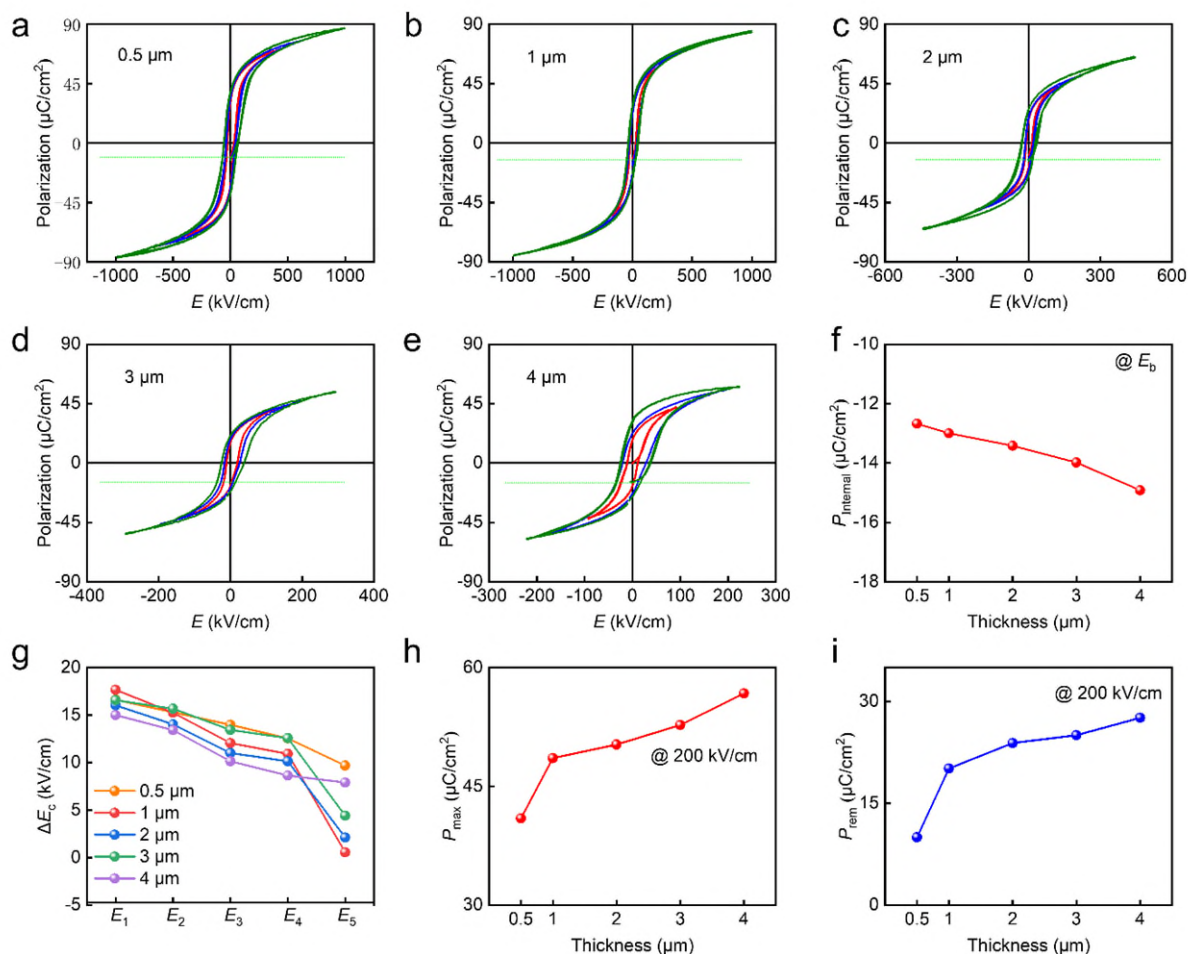 a
0.5 µm
90
45
0
-45
-90
Polarization (µC/cm²)
-1000 -500 0 500 1000
E (kV/cm)
b
1 µm
90
45
0
-45
-90
Polarization (µC/cm²)
-1000 -500 0 500 1000
E (kV/cm)
c
2 µm
90
45
0
-45
-90
Polarization (µC/cm²)
-600 -300 0 300 600
E (kV/cm)
d
3 µm
90
45
0
-45
-90
Polarization (µC/cm²)
-400 -200 0 200 400
E (kV/cm)
e
4 µm
90
45
0
-45
-90
Polarization (µC/cm²)
-300 -200 -100 0 100 200 300
E (kV/cm)
f
@ Eb
-10
-12
-14
-16
-18
PInternal (µC/cm²)
0.5 1 2 3 4
Thickness (µm)
g
20
15
10
5
0
-5
ΔEc (kV/cm)
0.5 µm
1 µm
2 µm
3 µm
4 µm
E1 E2 E3 E4 E5
h
60
45
30
Pmax (µC/cm²)
@ 200 kV/cm
0.5 1 2 3 4
Thickness (µm)
i
30
15
0
Prem (µC/cm²)
@ 200 kV/cm
0.5 1 2 3 4
Thickness (µm)